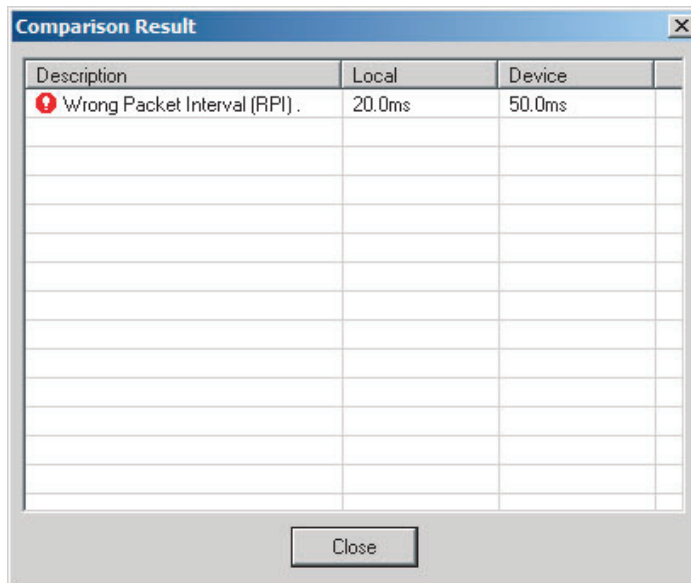 Comparison Result
Description Local Device
Wrong Packet Interval (RPI) . 20.0ms 50.0ms
Close